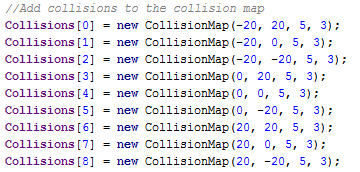 //Add collisions to the collision map
Collisions[0] = new CollisionMap(-20, 20, 5, 3);
Collisions[1] = new CollisionMap(-20, 0, 5, 3);
Collisions[2] = new CollisionMap(-20, -20, 5, 3);
Collisions[3] = new CollisionMap(0, 20, 5, 3);
Collisions[4] = new CollisionMap(0, 0, 5, 3);
Collisions[5] = new CollisionMap(0, -20, 5, 3);
Collisions[6] = new CollisionMap(20, 20, 5, 3);
Collisions[7] = new CollisionMap(20, 0, 5, 3);
Collisions[8] = new CollisionMap(20, -20, 5, 3);